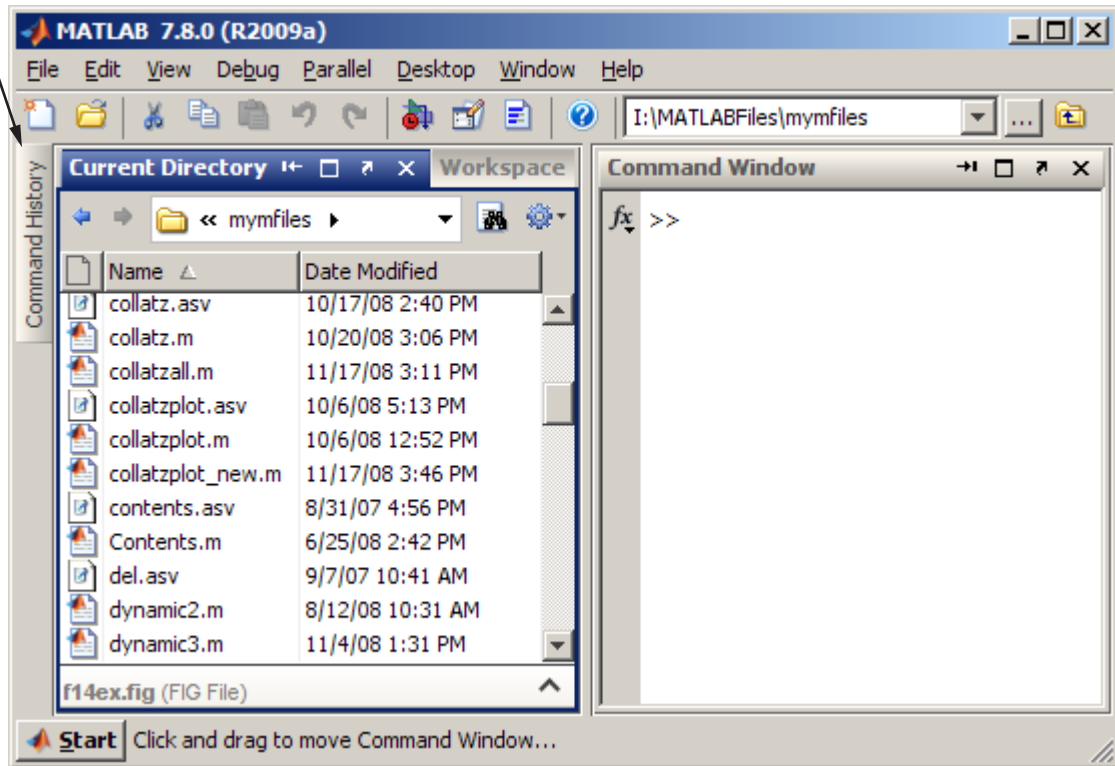 MATLAB 7.8.0 (R2009a)
File Edit View Debug Parallel Desktop Window Help
I:\MATLABFiles\mymfiles ...
Command History
Current Directory Workspace
« mymfiles
Name Date Modified
collatz.asv 10/17/08 2:40 PM
collatz.m 10/20/08 3:06 PM
collatzall.m 11/17/08 3:11 PM
collatzplot.asv 10/6/08 5:13 PM
collatzplot.m 10/6/08 12:52 PM
collatzplot_new.m 11/17/08 3:46 PM
contents.asv 8/31/07 4:56 PM
Contents.m 6/25/08 2:42 PM
del.asv 9/7/07 10:41 AM
dynamic2.m 8/12/08 10:31 AM
dynamic3.m 11/4/08 1:31 PM
f14ex.fig (FIG File)
Command Window
fx >>
Start Click and drag to move Command Window...